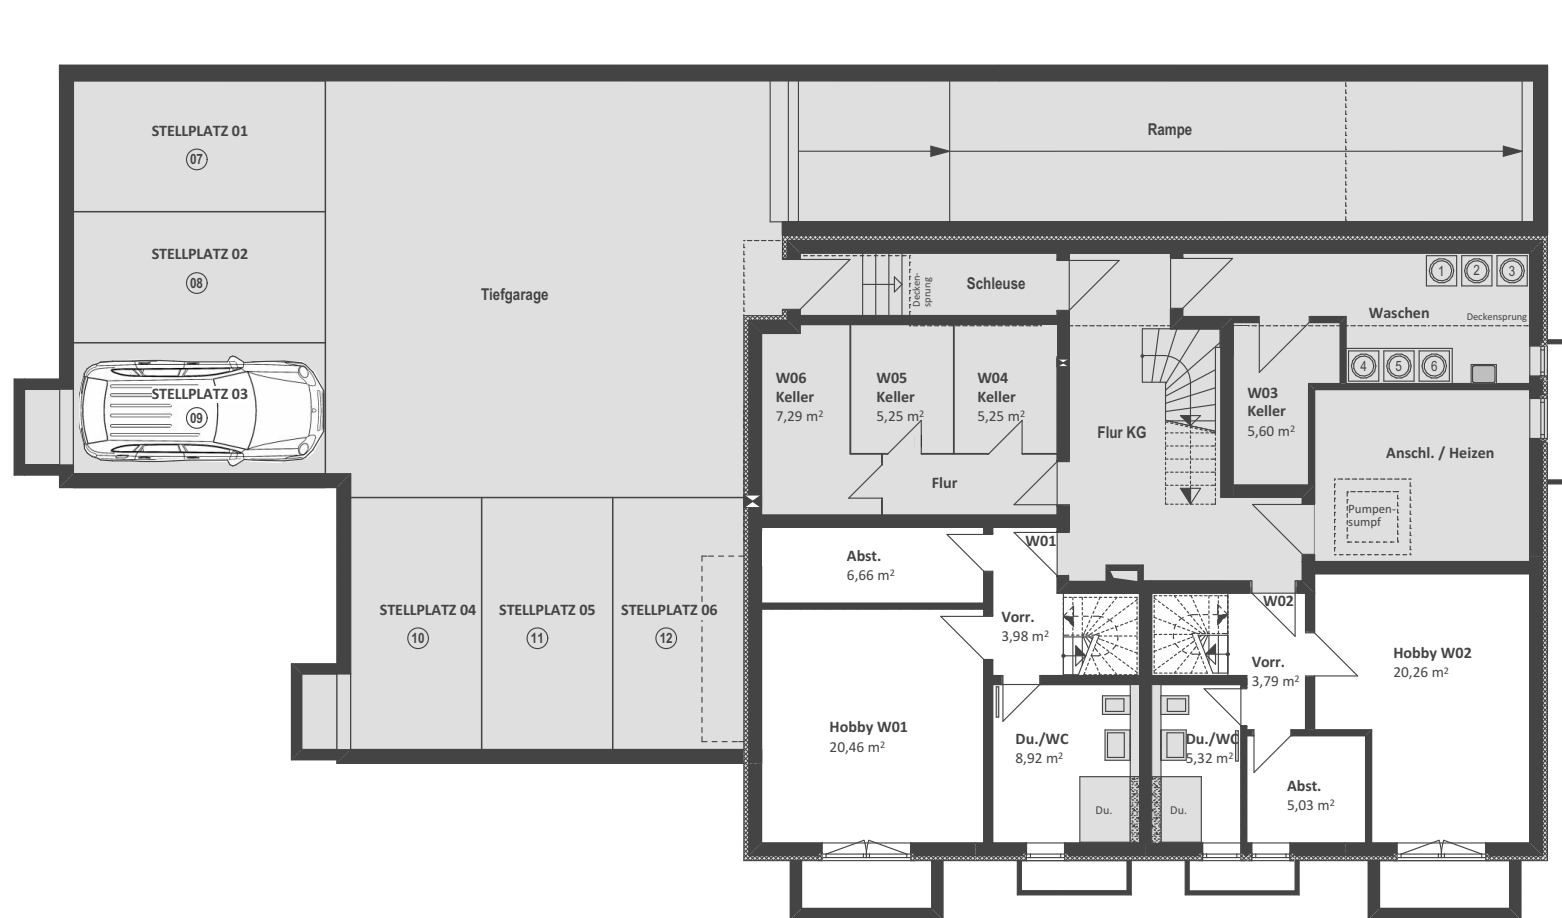 STELLPLATZ 01
07
STELLPLATZ 02
08
STELLPLATZ 03
09
Tiefgarage
Rampe
Schleuse
Decken-
sprung
1
2
3
Waschen
Deckensprung
4
5
6
W06
Keller
7,29 m²
W05
Keller
5,25 m²
W04
Keller
5,25 m²
Flur
Flur KG
W03
Keller
5,60 m²
Anschl. / Heizen
Pumpen-
sumpf
STELLPLATZ 04
10
STELLPLATZ 05
11
STELLPLATZ 06
12
Abst.
6,66 m²
W01
Vorr.
3,98 m²
Hobby W01
20,46 m²
Du./WC
8,92 m²
Du.
W02
Vorr.
3,79 m²
Hobby W02
20,26 m²
Du./WC
5,32 m²
Du.
Abst.
5,03 m²